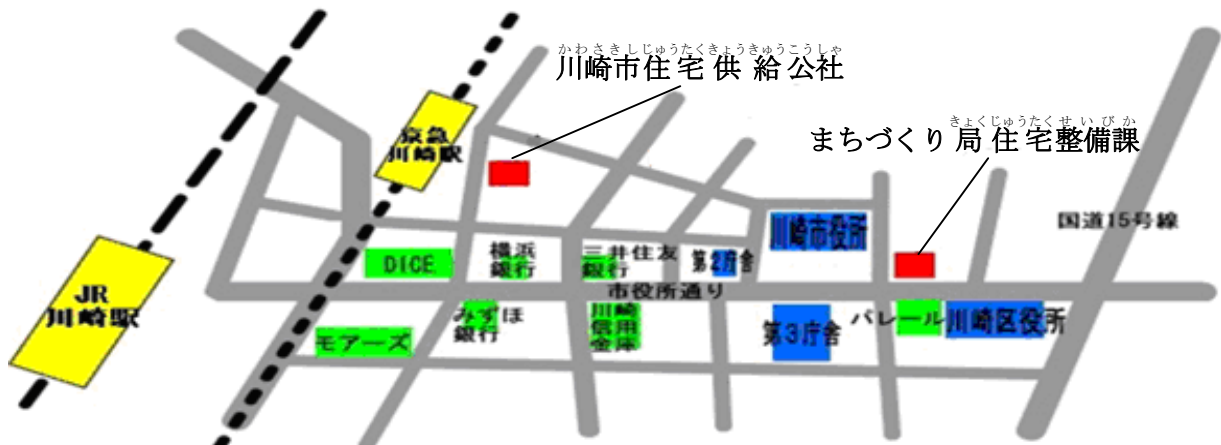 かわさきしじゅうたくきょうきゅうこうしゃ
川崎市住宅供給公社
きょくじゅうたくせいびか
まちづくり局住宅整備課
京急
川崎駅
国道15号線
川崎市役所
横浜
銀行
三井住友
銀行
第2庁舎
DICE
JR
川崎駅
市役所通り
みずほ
銀行
川崎
信用
金庫
第3庁舎
パレール
川崎区役所
モアーズ